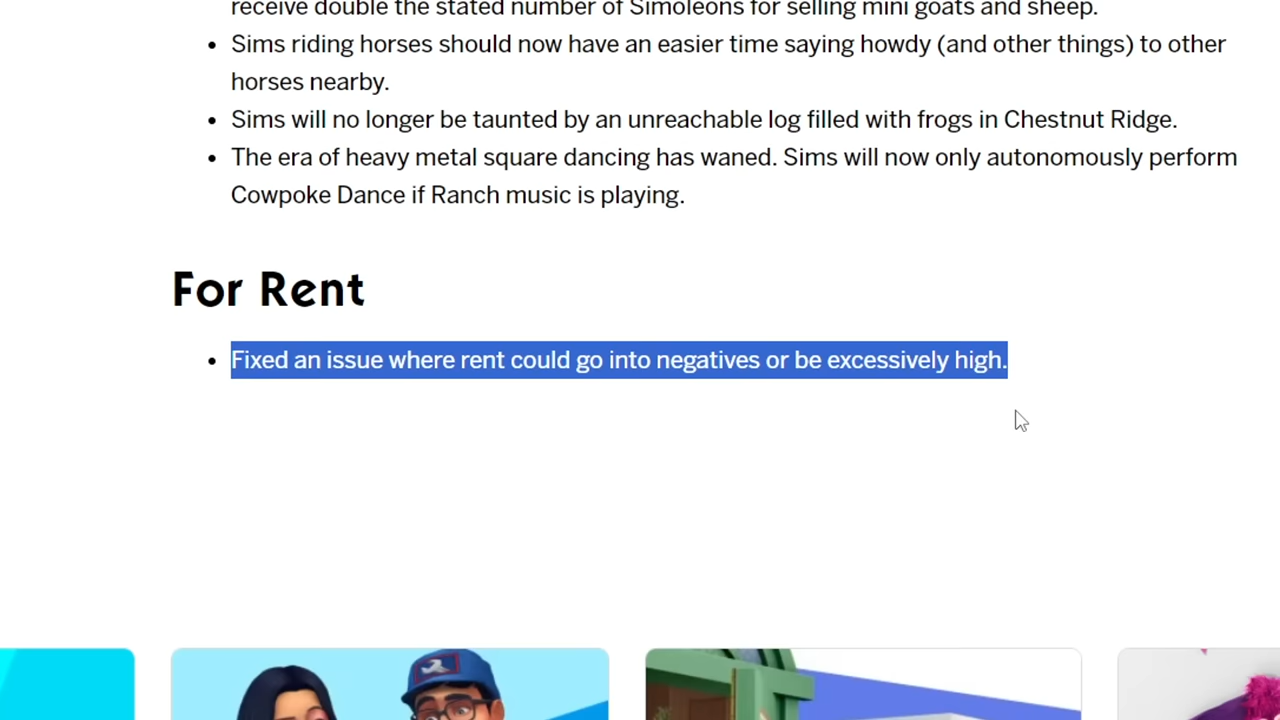 receive double the stated number of Simoleons for selling mini goats and sheep.
• Sims riding horses should now have an easier time saying howdy (and other things) to other
horses nearby.
• Sims will no longer be taunted by an unreachable log filled with frogs in Chestnut Ridge.
• The era of heavy metal square dancing has waned. Sims will now only autonomously perform
Cowpoke Dance if Ranch music is playing.
For Rent
• Fixed an issue where rent could go into negatives or be excessively high.